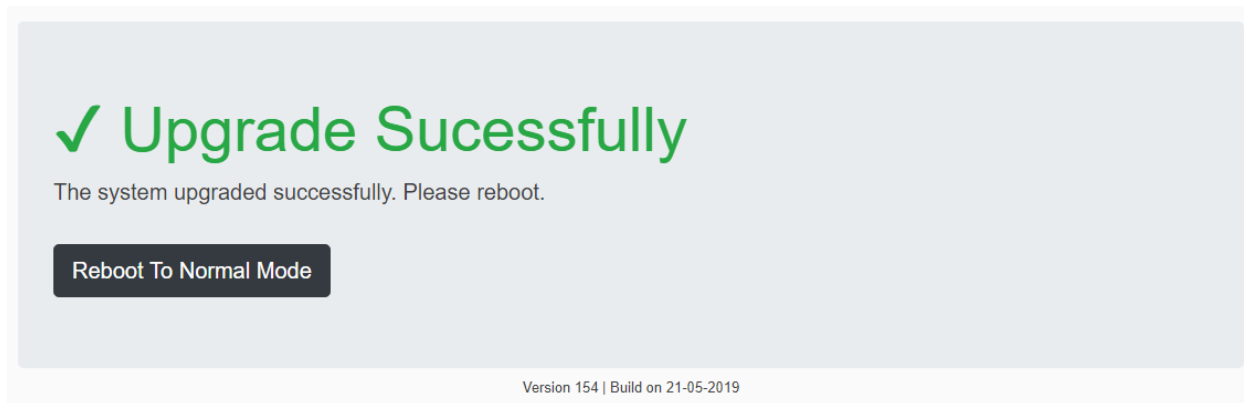 ✓ Upgrade Sucessfully
The system upgraded successfully. Please reboot.
Reboot To Normal Mode
Version 154 | Build on 21-05-2019